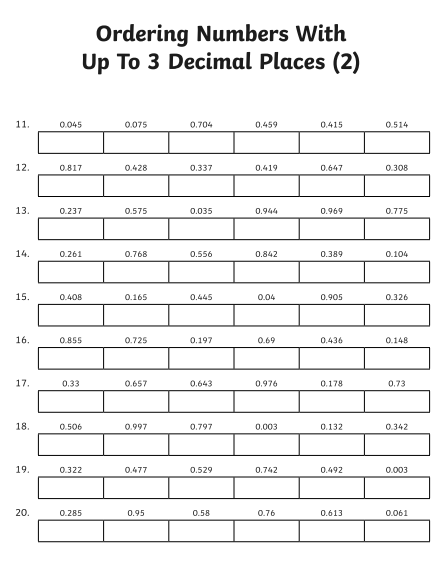 Ordering Numbers With
Up To 3 Decimal Places (2)
11. 0.045 0.075 0.704 0.459 0.415 0.514
12. 0.817 0.428 0.337 0.419 0.647 0.308
13. 0.237 0.575 0.035 0.944 0.969 0.775
14. 0.261 0.768 0.556 0.842 0.389 0.104
15. 0.408 0.165 0.445 0.04 0.905 0.326
16. 0.855 0.725 0.197 0.69 0.436 0.148
17. 0.33 0.657 0.643 0.976 0.178 0.73
18. 0.506 0.997 0.797 0.003 0.132 0.342
19. 0.322 0.477 0.529 0.742 0.492 0.003
20. 0.285 0.95 0.58 0.76 0.613 0.061